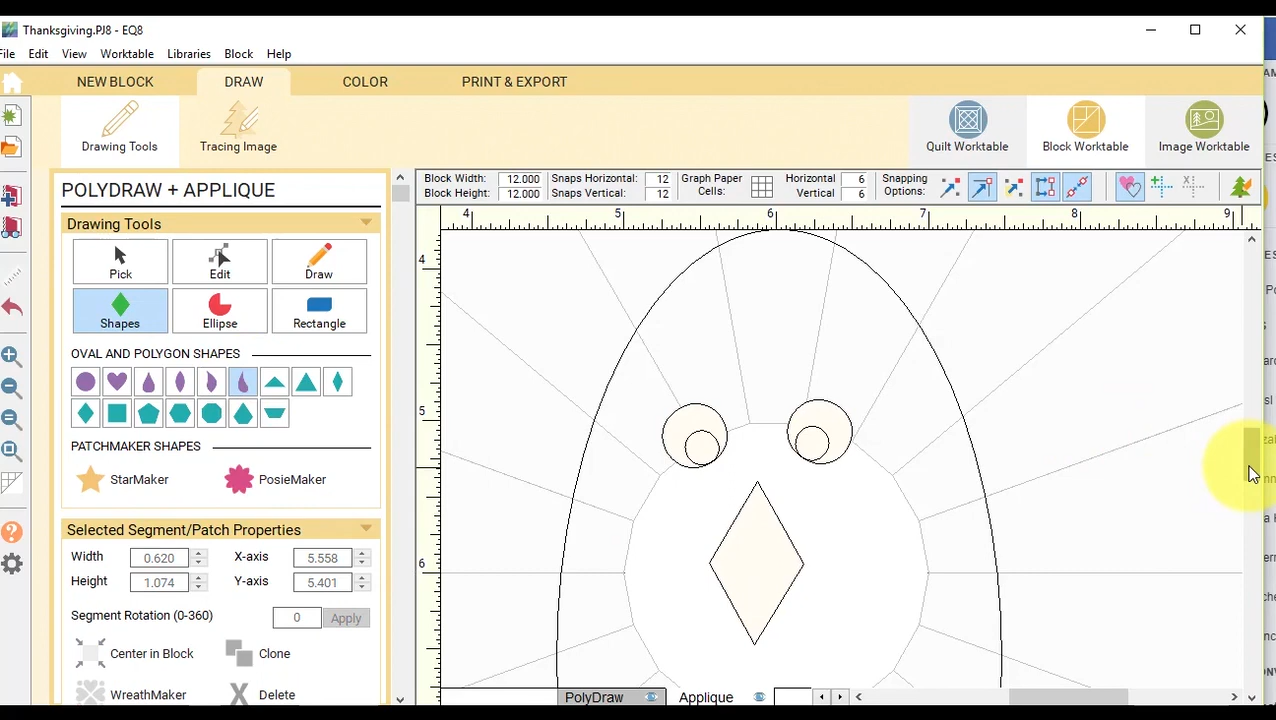 Thanksgiving.PJ8 - EQ8
File Edit View Worktable Libraries Block Help
NEW BLOCK DRAW COLOR PRINT & EXPORT
Drawing Tools Tracing Image Quilt Worktable Block Worktable Image Worktable
POLYDRAW + APPLIQUE
Block Width: 12.000 Snaps Horizontal: 12 Graph Paper Horizontal 6 Snapping
Block Height: 12.000 Snaps Vertical: 12 Cells: Vertical 6 Options:
4 5 6 7 8 9
Drawing Tools
Pick Edit Draw
Shapes Ellipse Rectangle
OVAL AND POLYGON SHAPES
PATCHMAKER SHAPES
StarMaker PosieMaker
Selected Segment/Patch Properties
Width 0.620 X-axis 5.558
Height 1.074 Y-axis 5.401
Segment Rotation (0-360) 0 Apply
Center in Block Clone
WreathMaker Delete
4
5
6
PolyDraw Applique